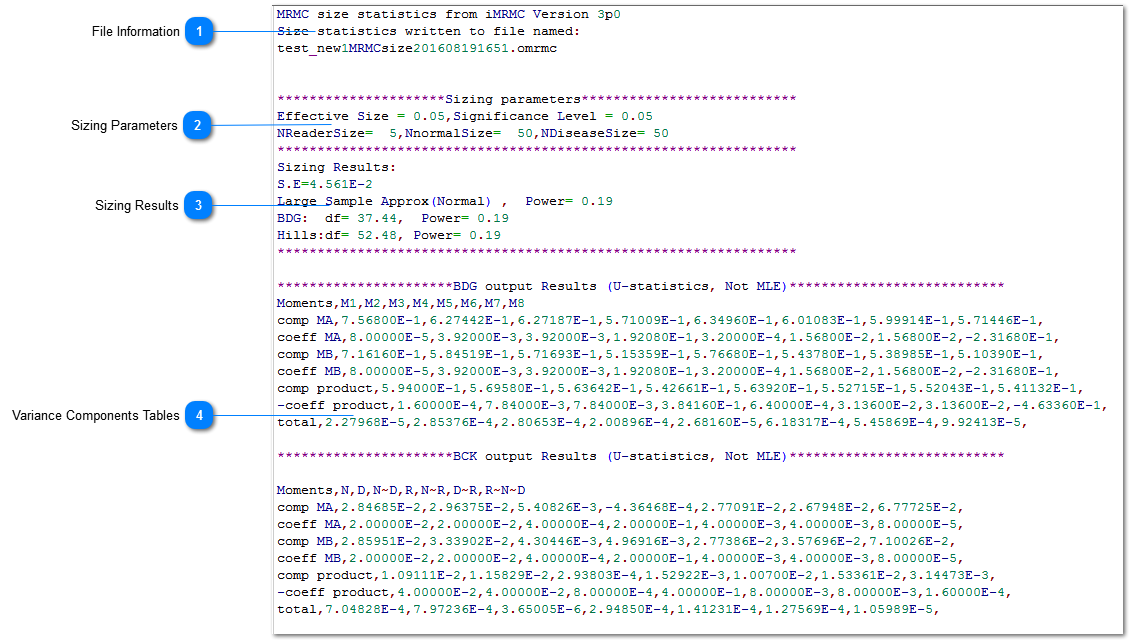 MRMC size statistics from iMRMC Version 3p0
File Information 1
Size statistics written to file named:
test_new1MRMCsize201608191651.omrmc
*********************Sizing parameters***************************
Sizing Parameters 2
Effective Size = 0.05,Significance Level = 0.05
NReaderSize=  5,NnormalSize=  50,NDiseaseSize= 50
*****************************************************************
Sizing Results:
S.E=4.561E-2
Sizing Results 3
Large Sample Approx(Normal) ,  Power= 0.19
BDG:  df= 37.44,  Power= 0.19
Hills:df= 52.48, Power= 0.19
*****************************************************************
**********************BDG output Results (U-statistics, Not MLE)***************************
Moments,M1,M2,M3,M4,M5,M6,M7,M8
comp MA,7.56800E-1,6.27442E-1,6.27187E-1,5.71009E-1,6.34960E-1,6.01083E-1,5.99914E-1,5.71446E-1,
coeff MA,8.00000E-5,3.92000E-3,3.92000E-3,1.92080E-1,3.20000E-4,1.56800E-2,1.56800E-2,-2.31680E-1,
comp MB,7.16160E-1,5.84519E-1,5.71693E-1,5.15359E-1,5.76680E-1,5.43780E-1,5.38985E-1,5.10390E-1,
coeff MB,8.00000E-5,3.92000E-3,3.92000E-3,1.92080E-1,3.20000E-4,1.56800E-2,1.56800E-2,-2.31680E-1,
comp product,5.94000E-1,5.69580E-1,5.63642E-1,5.42661E-1,5.63920E-1,5.52715E-1,5.52043E-1,5.41132E-1,
-coeff product,1.60000E-4,7.84000E-3,7.84000E-3,3.84160E-1,6.40000E-4,3.13600E-2,3.13600E-2,-4.63360E-1,
Variance Components Tables 4
total,2.27968E-5,2.85376E-4,2.80653E-4,2.00896E-4,2.68160E-5,6.18317E-4,5.45869E-4,9.92413E-5,
**********************BCK output Results (U-statistics, Not MLE)***************************
Moments,N,D,N~D,R,N~R,D~R,R~N~D
comp MA,2.84685E-2,2.96375E-2,5.40826E-3,-4.36468E-4,2.77091E-2,2.67948E-2,6.77725E-2,
coeff MA,2.00000E-2,2.00000E-2,4.00000E-4,2.00000E-1,4.00000E-3,4.00000E-3,8.00000E-5,
comp MB,2.85951E-2,3.33902E-2,4.30446E-3,4.96916E-3,2.77386E-2,3.57696E-2,7.10026E-2,
coeff MB,2.00000E-2,2.00000E-2,4.00000E-4,2.00000E-1,4.00000E-3,4.00000E-3,8.00000E-5,
comp product,1.09111E-2,1.15829E-2,2.93803E-4,1.52922E-3,1.00700E-2,1.53361E-2,3.14473E-3,
-coeff product,4.00000E-2,4.00000E-2,8.00000E-4,4.00000E-1,8.00000E-3,8.00000E-3,1.60000E-4,
total,7.04828E-4,7.97236E-4,3.65005E-6,2.94850E-4,1.41231E-4,1.27569E-4,1.05989E-5,